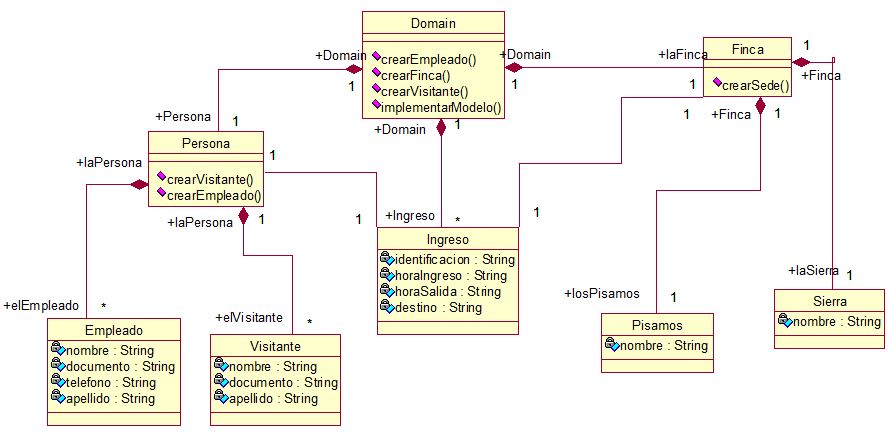 Domain
crearEmpleado()
crearFinca()
crearVisitante()
implementarModelo()
+Domain
1
+Domain
1
+Domain
1
+laFinca
1
Finca
crearSede()
1
+Finca
+Finca
1
1
+Persona
1
Persona
crearVisitante()
crearEmpleado()
1
+laPersona
1
+laPersona
1
1
+Ingreso
*
1
Ingreso
identificacion : String
horaIngreso : String
horaSalida : String
destino : String
+elEmpleado
*
Empleado
nombre : String
documento : String
telefono : String
apellido : String
+elVisitante
*
Visitante
nombre : String
documento : String
apellido : String
+losPisamos
1
Pisamos
nombre : String
+laSierra
1
Sierra
nombre : String